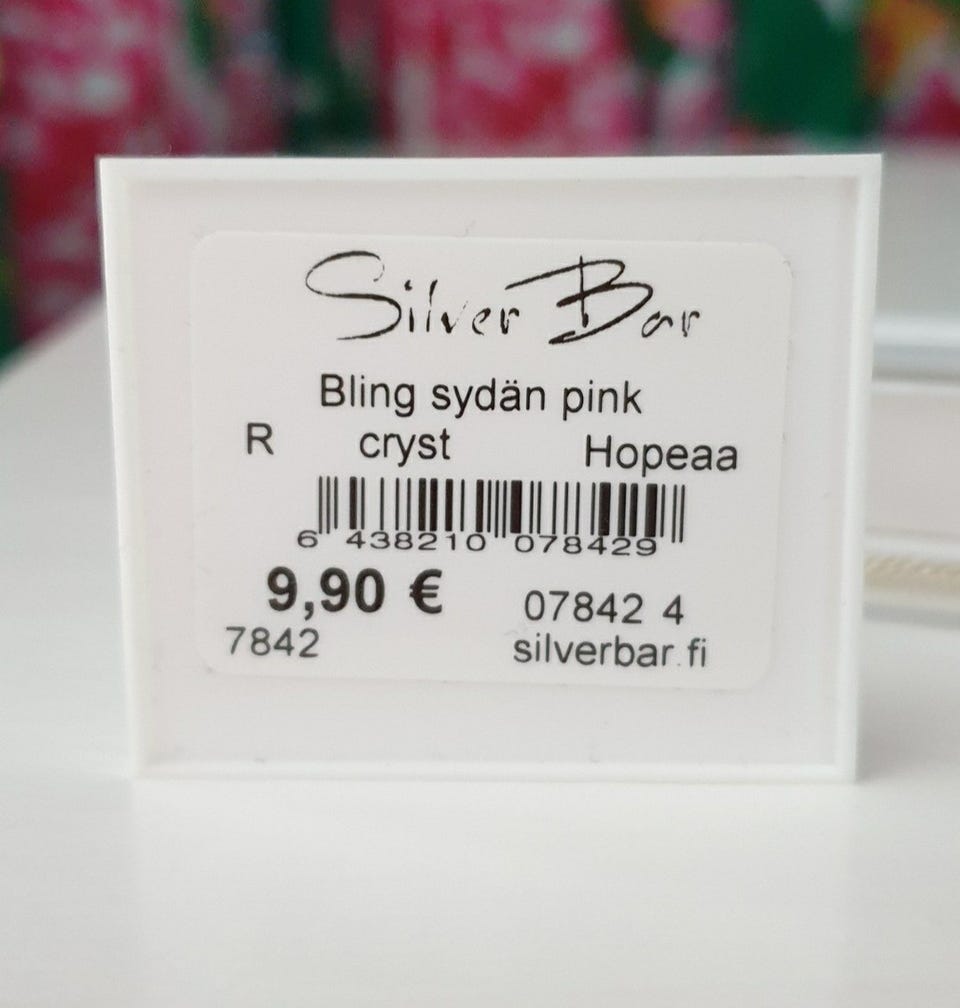 Silver Bar
Bling sydän pink
R cryst Hopeaa
6 438210 078429
9,90 € 07842 4
7842 silverbar.fi